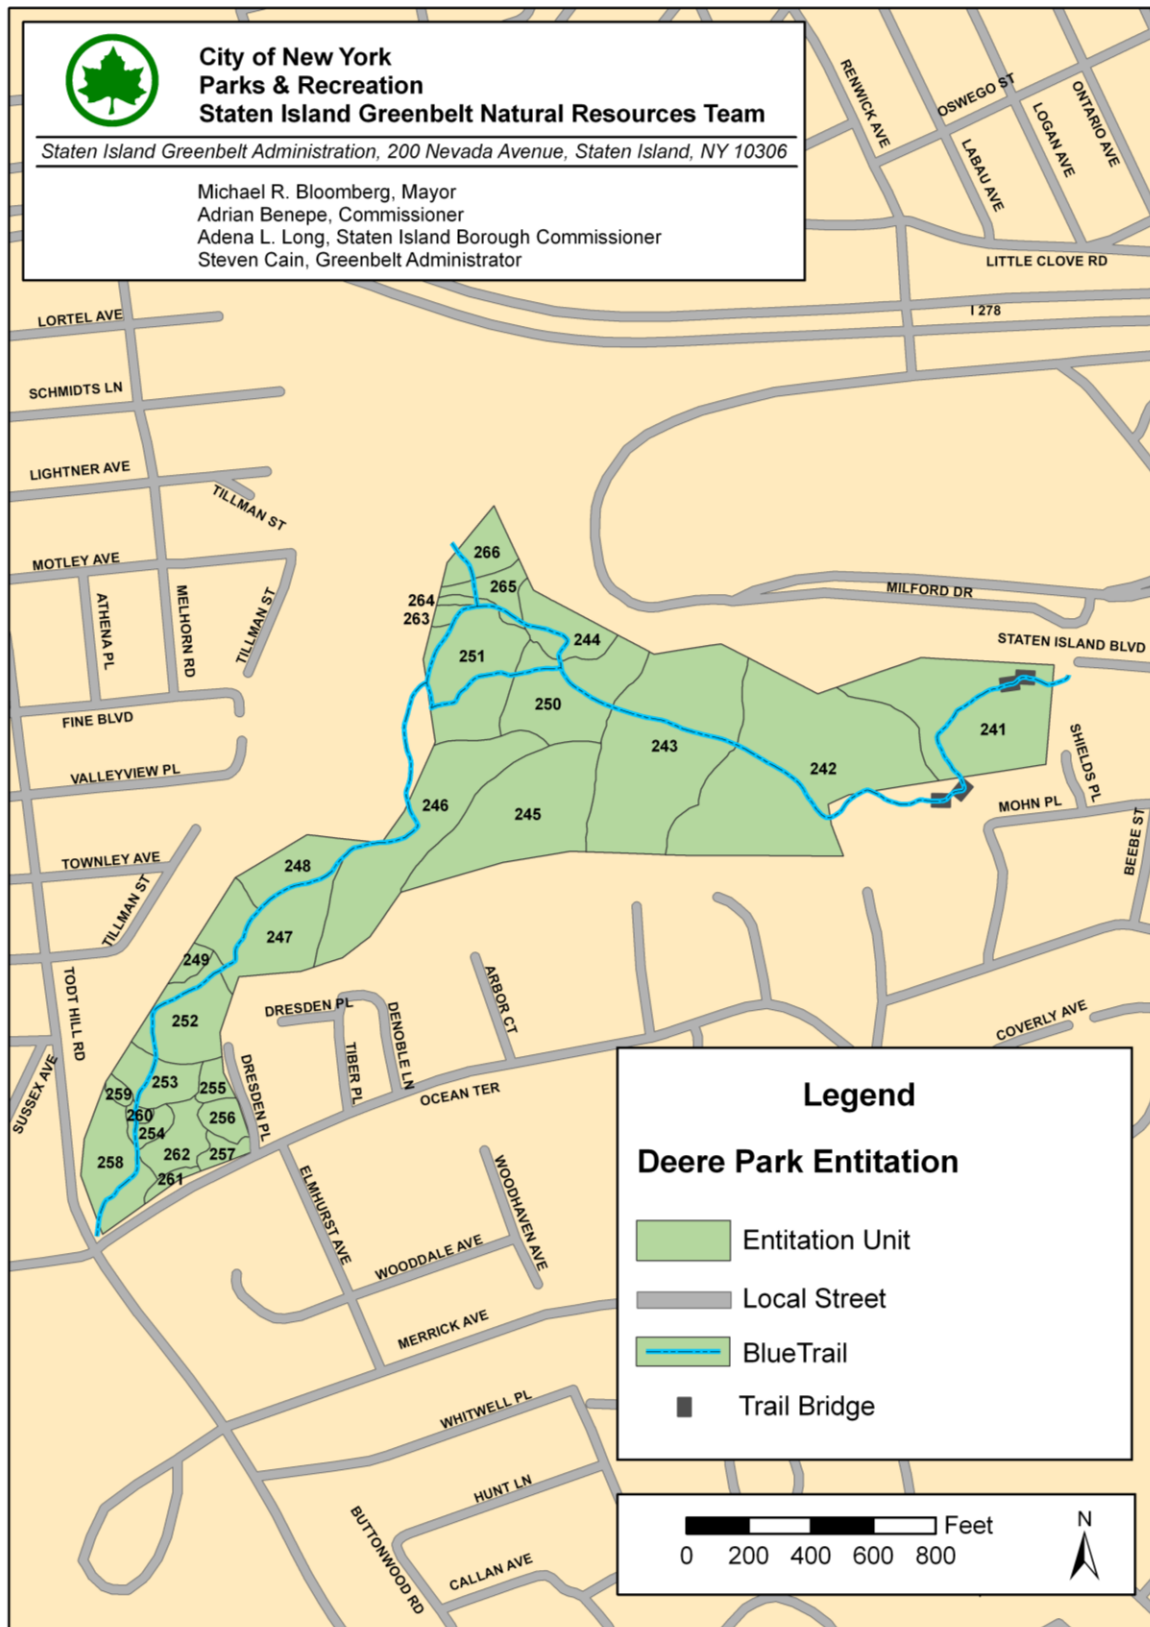 City of New York
Parks & Recreation
Staten Island Greenbelt Natural Resources Team
Staten Island Greenbelt Administration, 200 Nevada Avenue, Staten Island, NY 10306
Michael R. Bloomberg, Mayor
Adrian Benepe, Commissioner
Adena L. Long, Staten Island Borough Commissioner
Steven Cain, Greenbelt Administrator
RENWICK AVE
OSWEGO ST
ONTARIO AVE
LOGAN AVE
LABAU AVE
LITTLE CLOVE RD
I 278
LORTEL AVE
SCHMIDTS LN
LIGHTNER AVE
TILLMAN ST
MOTLEY AVE
ATHENA PL
MELHORN RD
TILLMAN ST
FINE BLVD
VALLEYVIEW PL
TOWNLEY AVE
TILLMAN ST
TODT HILL RD
SUSSEX AVE
MILFORD DR
STATEN ISLAND BLVD
SHIELDS PL
MOHN PL
BEEBE ST
COVERLY AVE
266
265
264
263
244
251
250
243
241
242
246
245
248
247
249
252
253
259
255
260
256
254
262
257
258
261
DRESDEN PL
DENOBLE LN
ARBOR CT
TIBER PL
DRESDEN PL
OCEAN TER
ELMHURST AVE
WOODHAVEN AVE
WOODDALE AVE
MERRICK AVE
WHITWELL PL
HUNT LN
BUTTONWOOD RD
CALLAN AVE
Legend
Deere Park Entitation
Entitation Unit
Local Street
BlueTrail
Trail Bridge
Feet
0 200 400 600 800
N